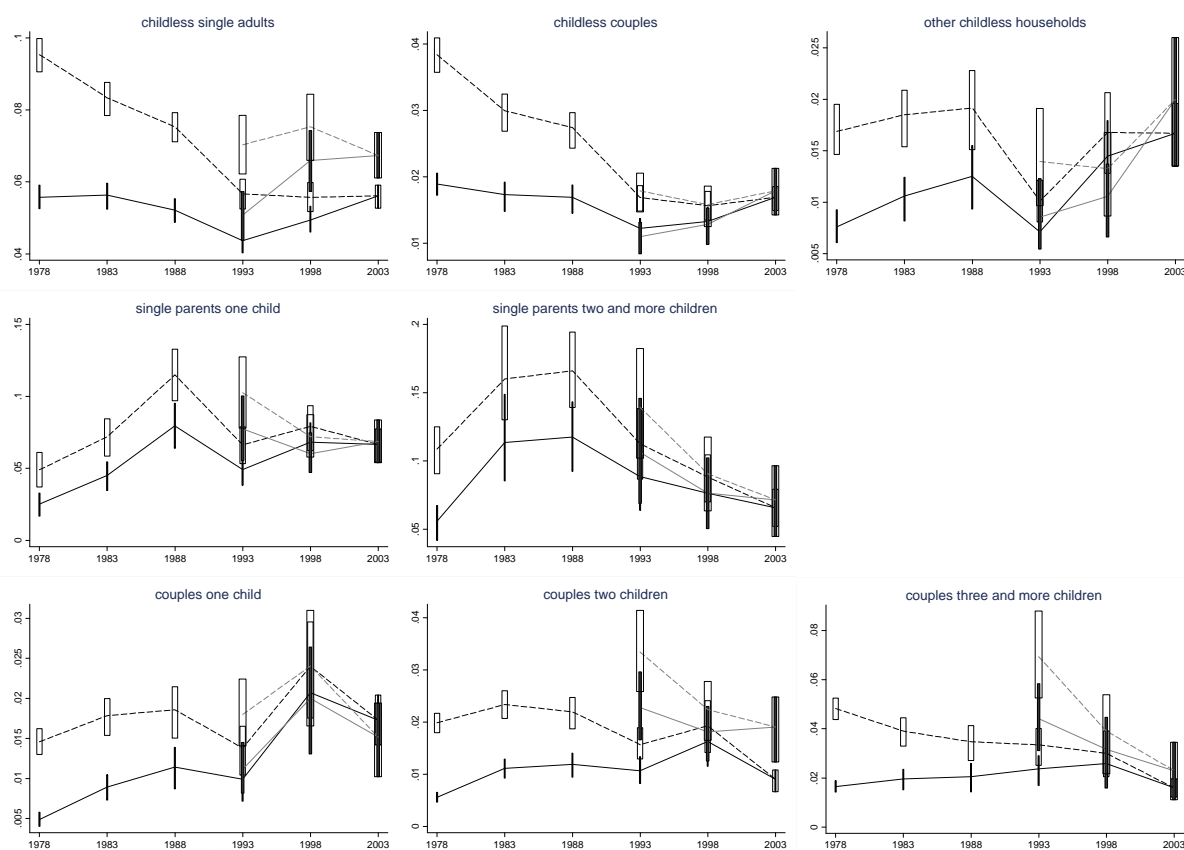 childless single adults
.04 .06 .08 .1
1978 1983 1988 1993 1998 2003
childless couples
.01 .02 .03 .04
1978 1983 1988 1993 1998 2003
other childless households
.005 .01 .015 .02 .025
1978 1983 1988 1993 1998 2003
single parents one child
0 .05 .1 .15
1978 1983 1988 1993 1998 2003
single parents two and more children
.05 .1 .15 .2
1978 1983 1988 1993 1998 2003
couples one child
.005 .01 .015 .02 .025 .03
1978 1983 1988 1993 1998 2003
couples two children
0 .01 .02 .03 .04
1978 1983 1988 1993 1998 2003
couples three and more children
0 .02 .04 .06 .08
1978 1983 1988 1993 1998 2003